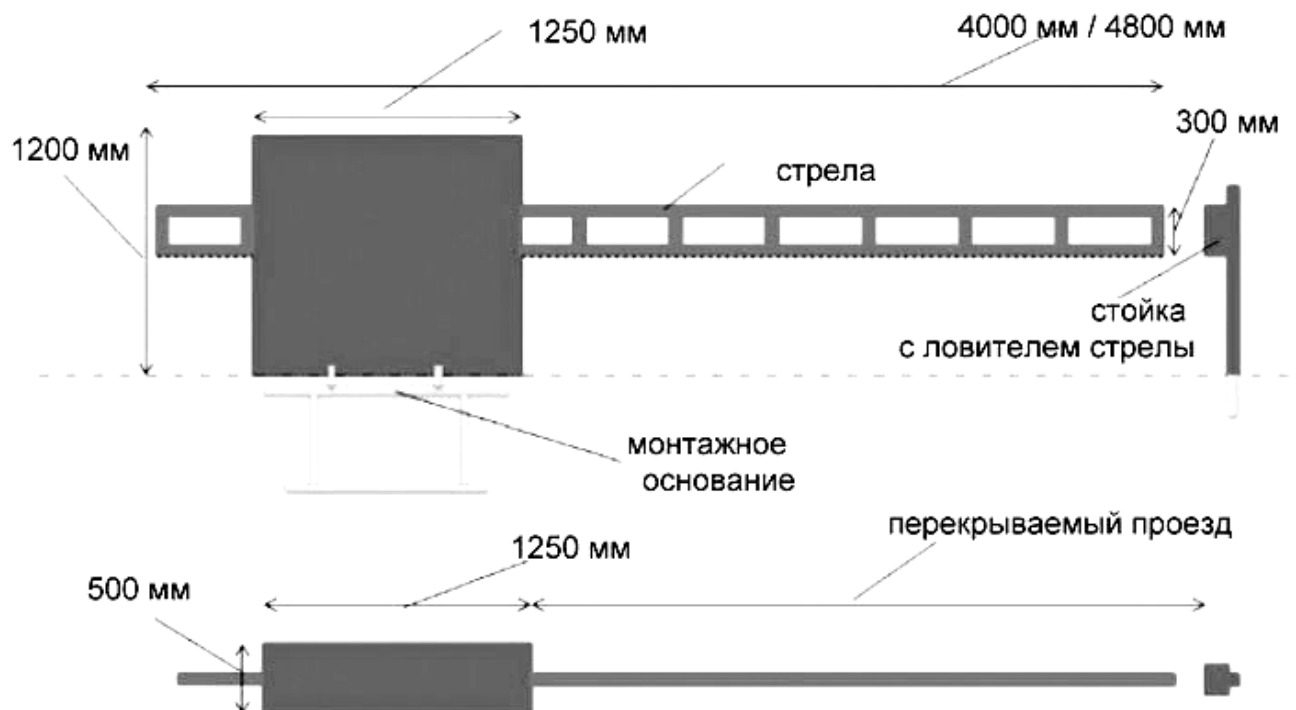 1250 мм
4000 мм / 4800 мм
1200 мм
300 мм
стрела
стойка
с ловителем стрелы
монтажное
основание
перекрываемый проезд
1250 мм
500 мм